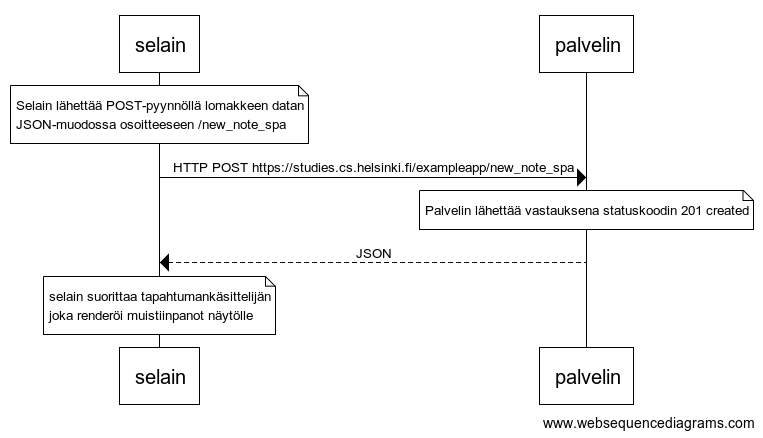 selain
palvelin
Selain lähettää POST-pyynnöllä lomakkeen datan
JSON-muodossa osoitteeseen /new_note_spa
HTTP POST https://studies.cs.helsinki.fi/exampleapp/new_note_spa
Palvelin lähettää vastauksena statuskoodin 201 created
JSON
selain suorittaa tapahtumankäsittelijän
joka renderöi muistiinpanot näytölle
selain
palvelin
www.websequencediagrams.com